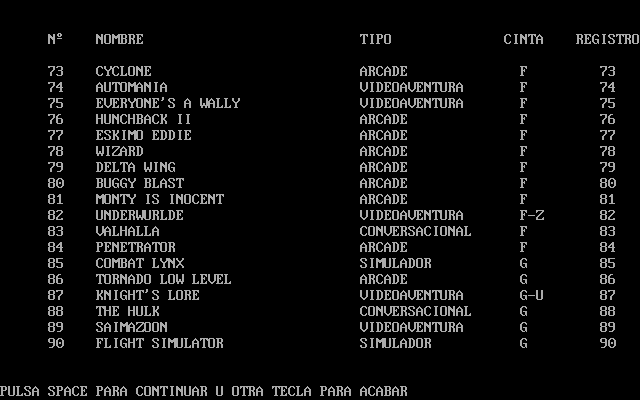 Nº NOMBRE TIPO CINTA REGISTRO
73 CYCLONE ARCADE F 73
74 AUTOMANIA VIDEOAVENTURA F 74
75 EVERYONE'S A WALLY VIDEOAVENTURA F 75
76 HUNCHBACK II ARCADE F 76
77 ESKIMO EDDIE ARCADE F 77
78 WIZARD ARCADE F 78
79 DELTA WING ARCADE F 79
80 BUGGY BLAST ARCADE F 80
81 MONTY IS INOCENT ARCADE F 81
82 UNDERWURLDE VIDEOAVENTURA F-Z 82
83 VALHALLA CONVERSACIONAL F 83
84 PENETRATOR ARCADE F 84
85 COMBAT LYNX SIMULADOR G 85
86 TORNADO LOW LEVEL ARCADE G 86
87 KNIGHT'S LORE VIDEOAVENTURA G-U 87
88 THE HULK CONVERSACIONAL G 88
89 SAIMAZOON VIDEOAVENTURA G 89
90 FLIGHT SIMULATOR SIMULADOR G 90
PULSA SPACE PARA CONTINUAR U OTRA TECLA PARA ACABAR